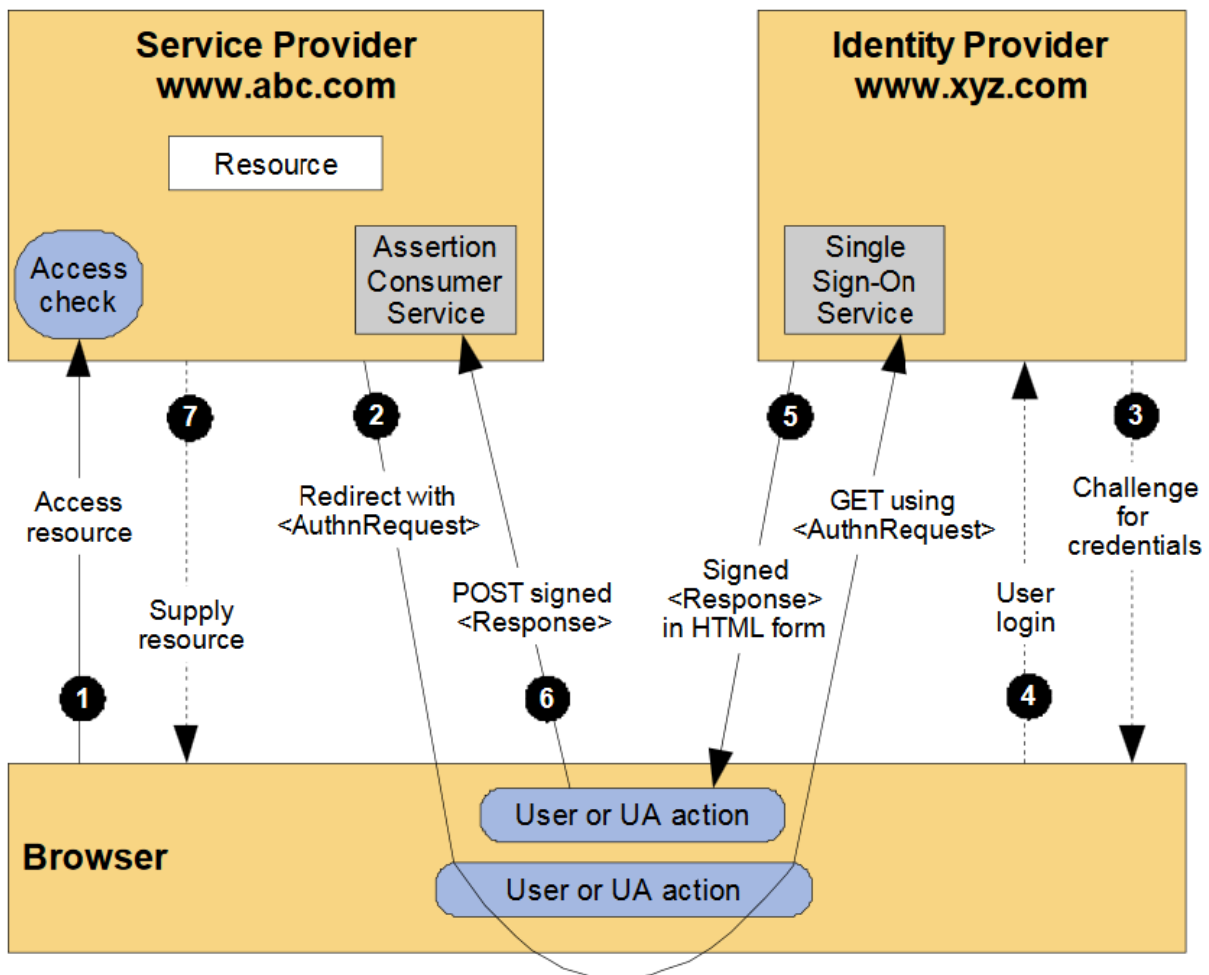 Service Provider
www.abc.com
Resource
Access
check
Assertion
Consumer
Service
Identity Provider
www.xyz.com
Single
Sign-On
Service
7
2
5
3
Access
resource
Redirect with
<AuthnRequest>
GET using
<AuthnRequest>
Challenge
for
credentials
Supply
resource
POST signed
<Response>
Signed
<Response>
in HTML form
User
login
1
6
4
User or UA action
Browser
User or UA action